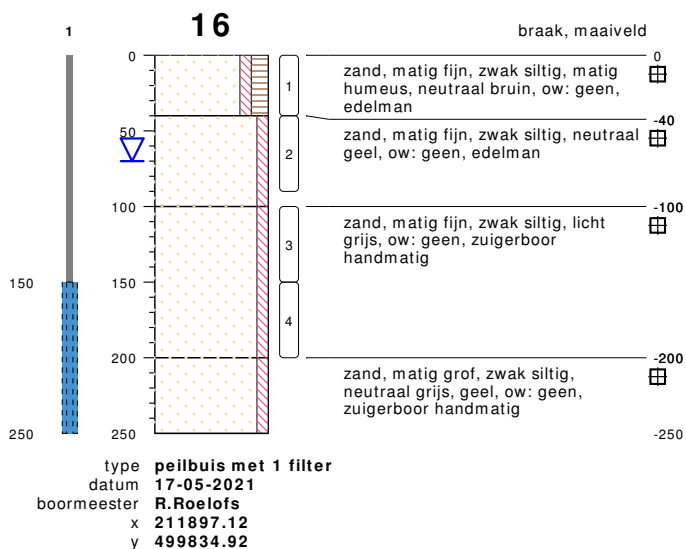 16
1
braak, maaiveld
0
0
zand, matig fijn, zwak siltig, matig
humeus, neutraal bruin, ow: geen,
edelman
1
-40
50
zand, matig fijn, zwak siltig, neutraal
geel, ow: geen, edelman
2
100
-100
zand, matig fijn, zwak siltig, licht
grijs, ow: geen, zuigerboor
handmatig
3
150
150
4
200
-200
zand, matig grof, zwak siltig,
neutraal grijs, geel, ow: geen,
zuigerboor handmatig
250
250
-250
type peilbuis met 1 filter
datum 17-05-2021
boormeester R.Roelofs
x 211897.12
y 499834.92